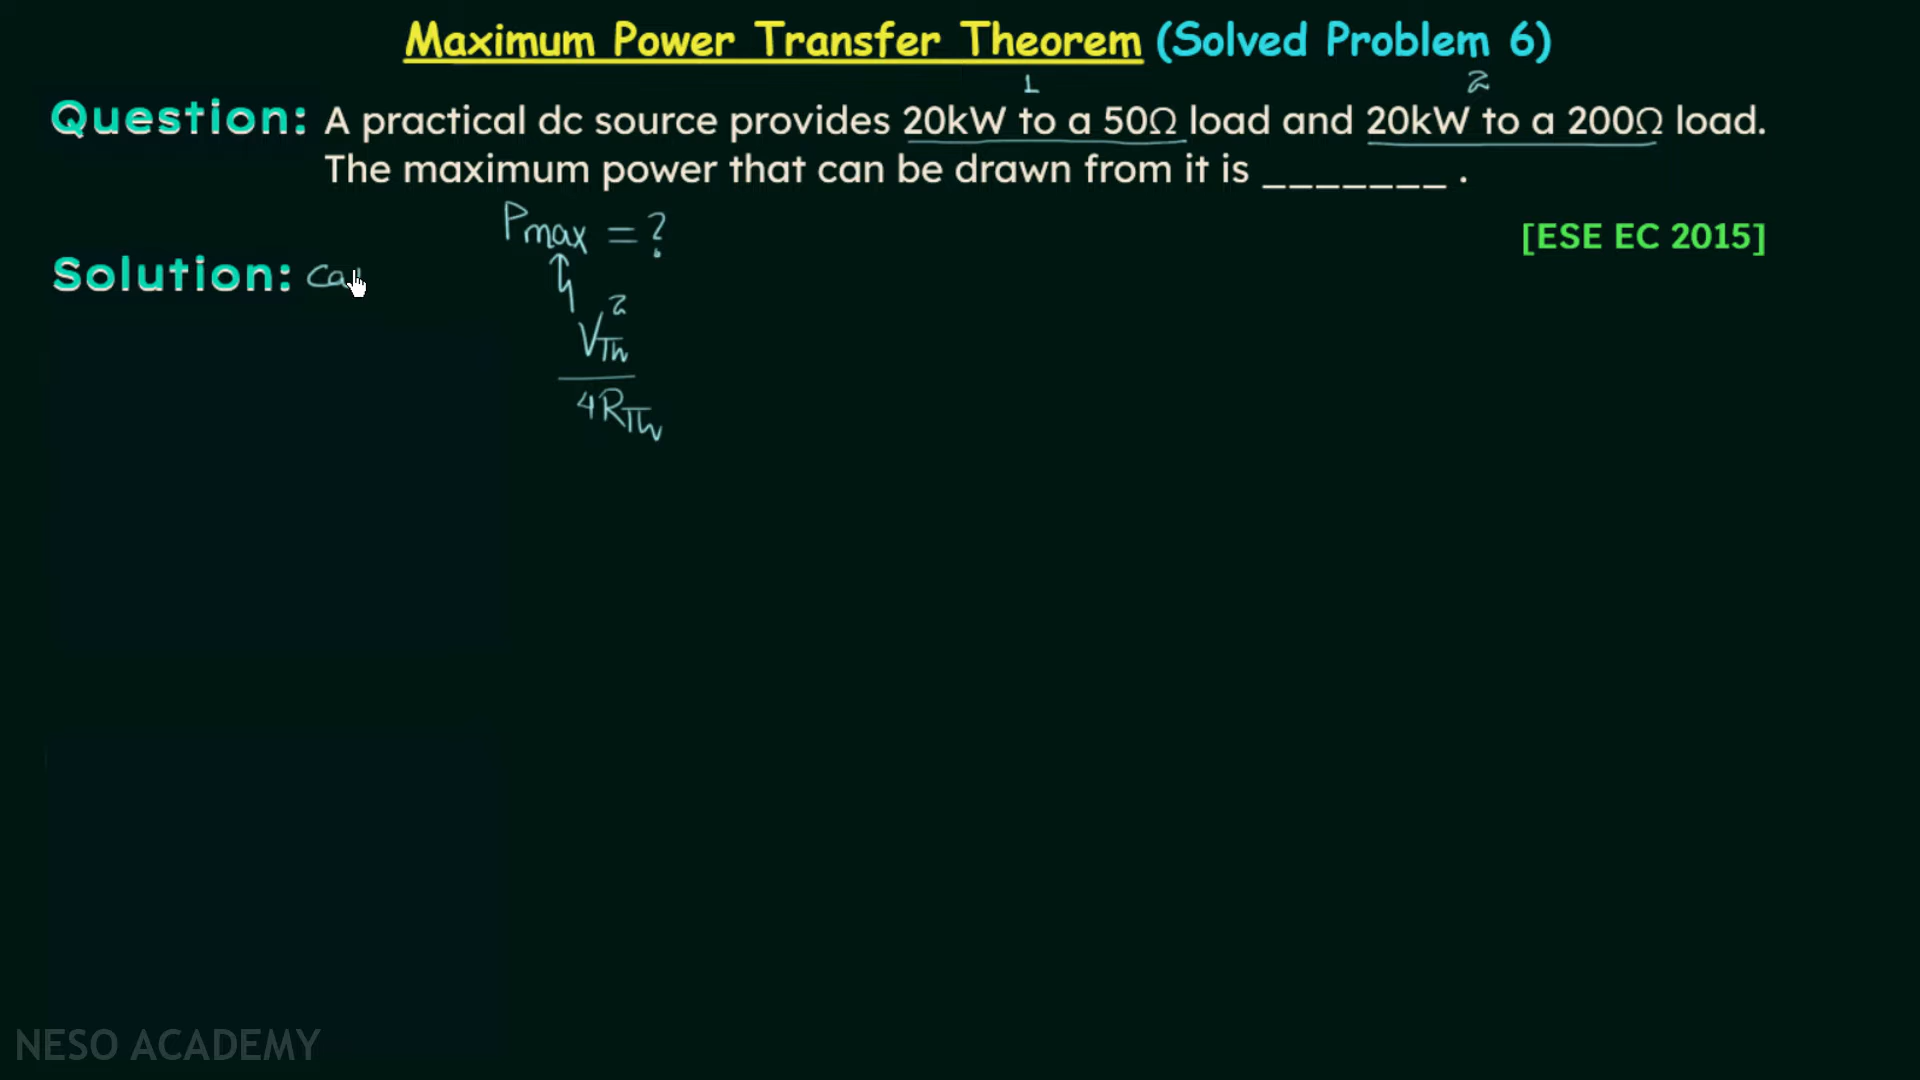 Maximum Power Transfer Theorem (Solved Problem 6)
1 2
Question: A practical dc source provides 20kW to a 50Ω load and 20kW to a 200Ω load.
The maximum power that can be drawn from it is _______ .
Pmax = ?
[ESE EC 2015]
Solution: Ca
V²Th
4RTh
NESO ACADEMY